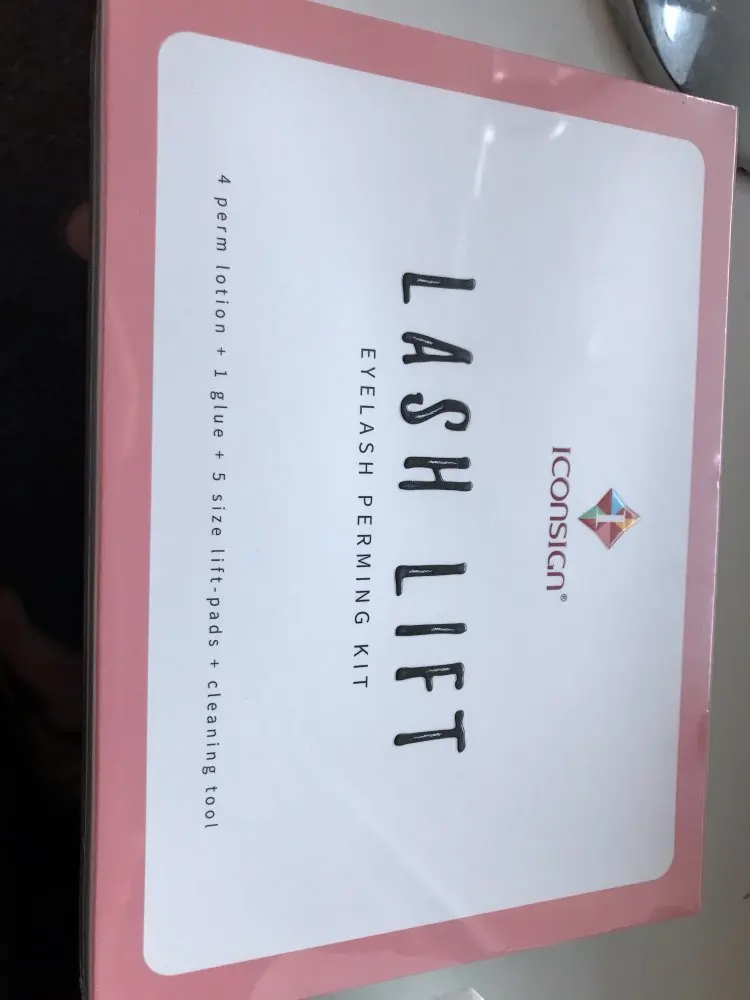 I
ICONSIGN®
LASH LIFT
EYELASH PERMING KIT
4 perm lotion + 1 glue + 5 size lift-pads + cleaning tool